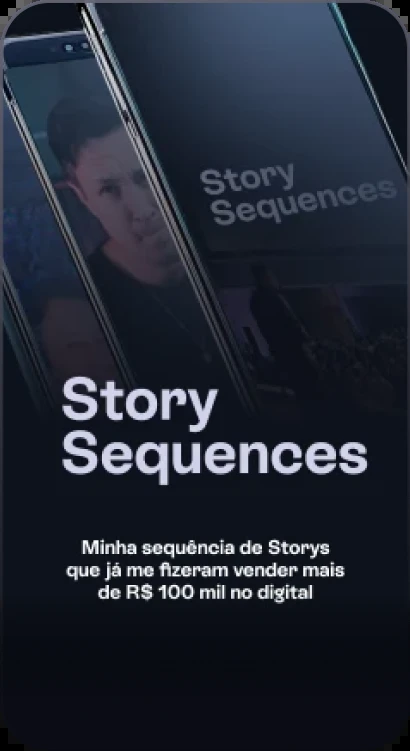 Story
Sequences
Story
Sequences
Minha sequência de Storys
que já me fizeram vender mais
de R$ 100 mil no digital